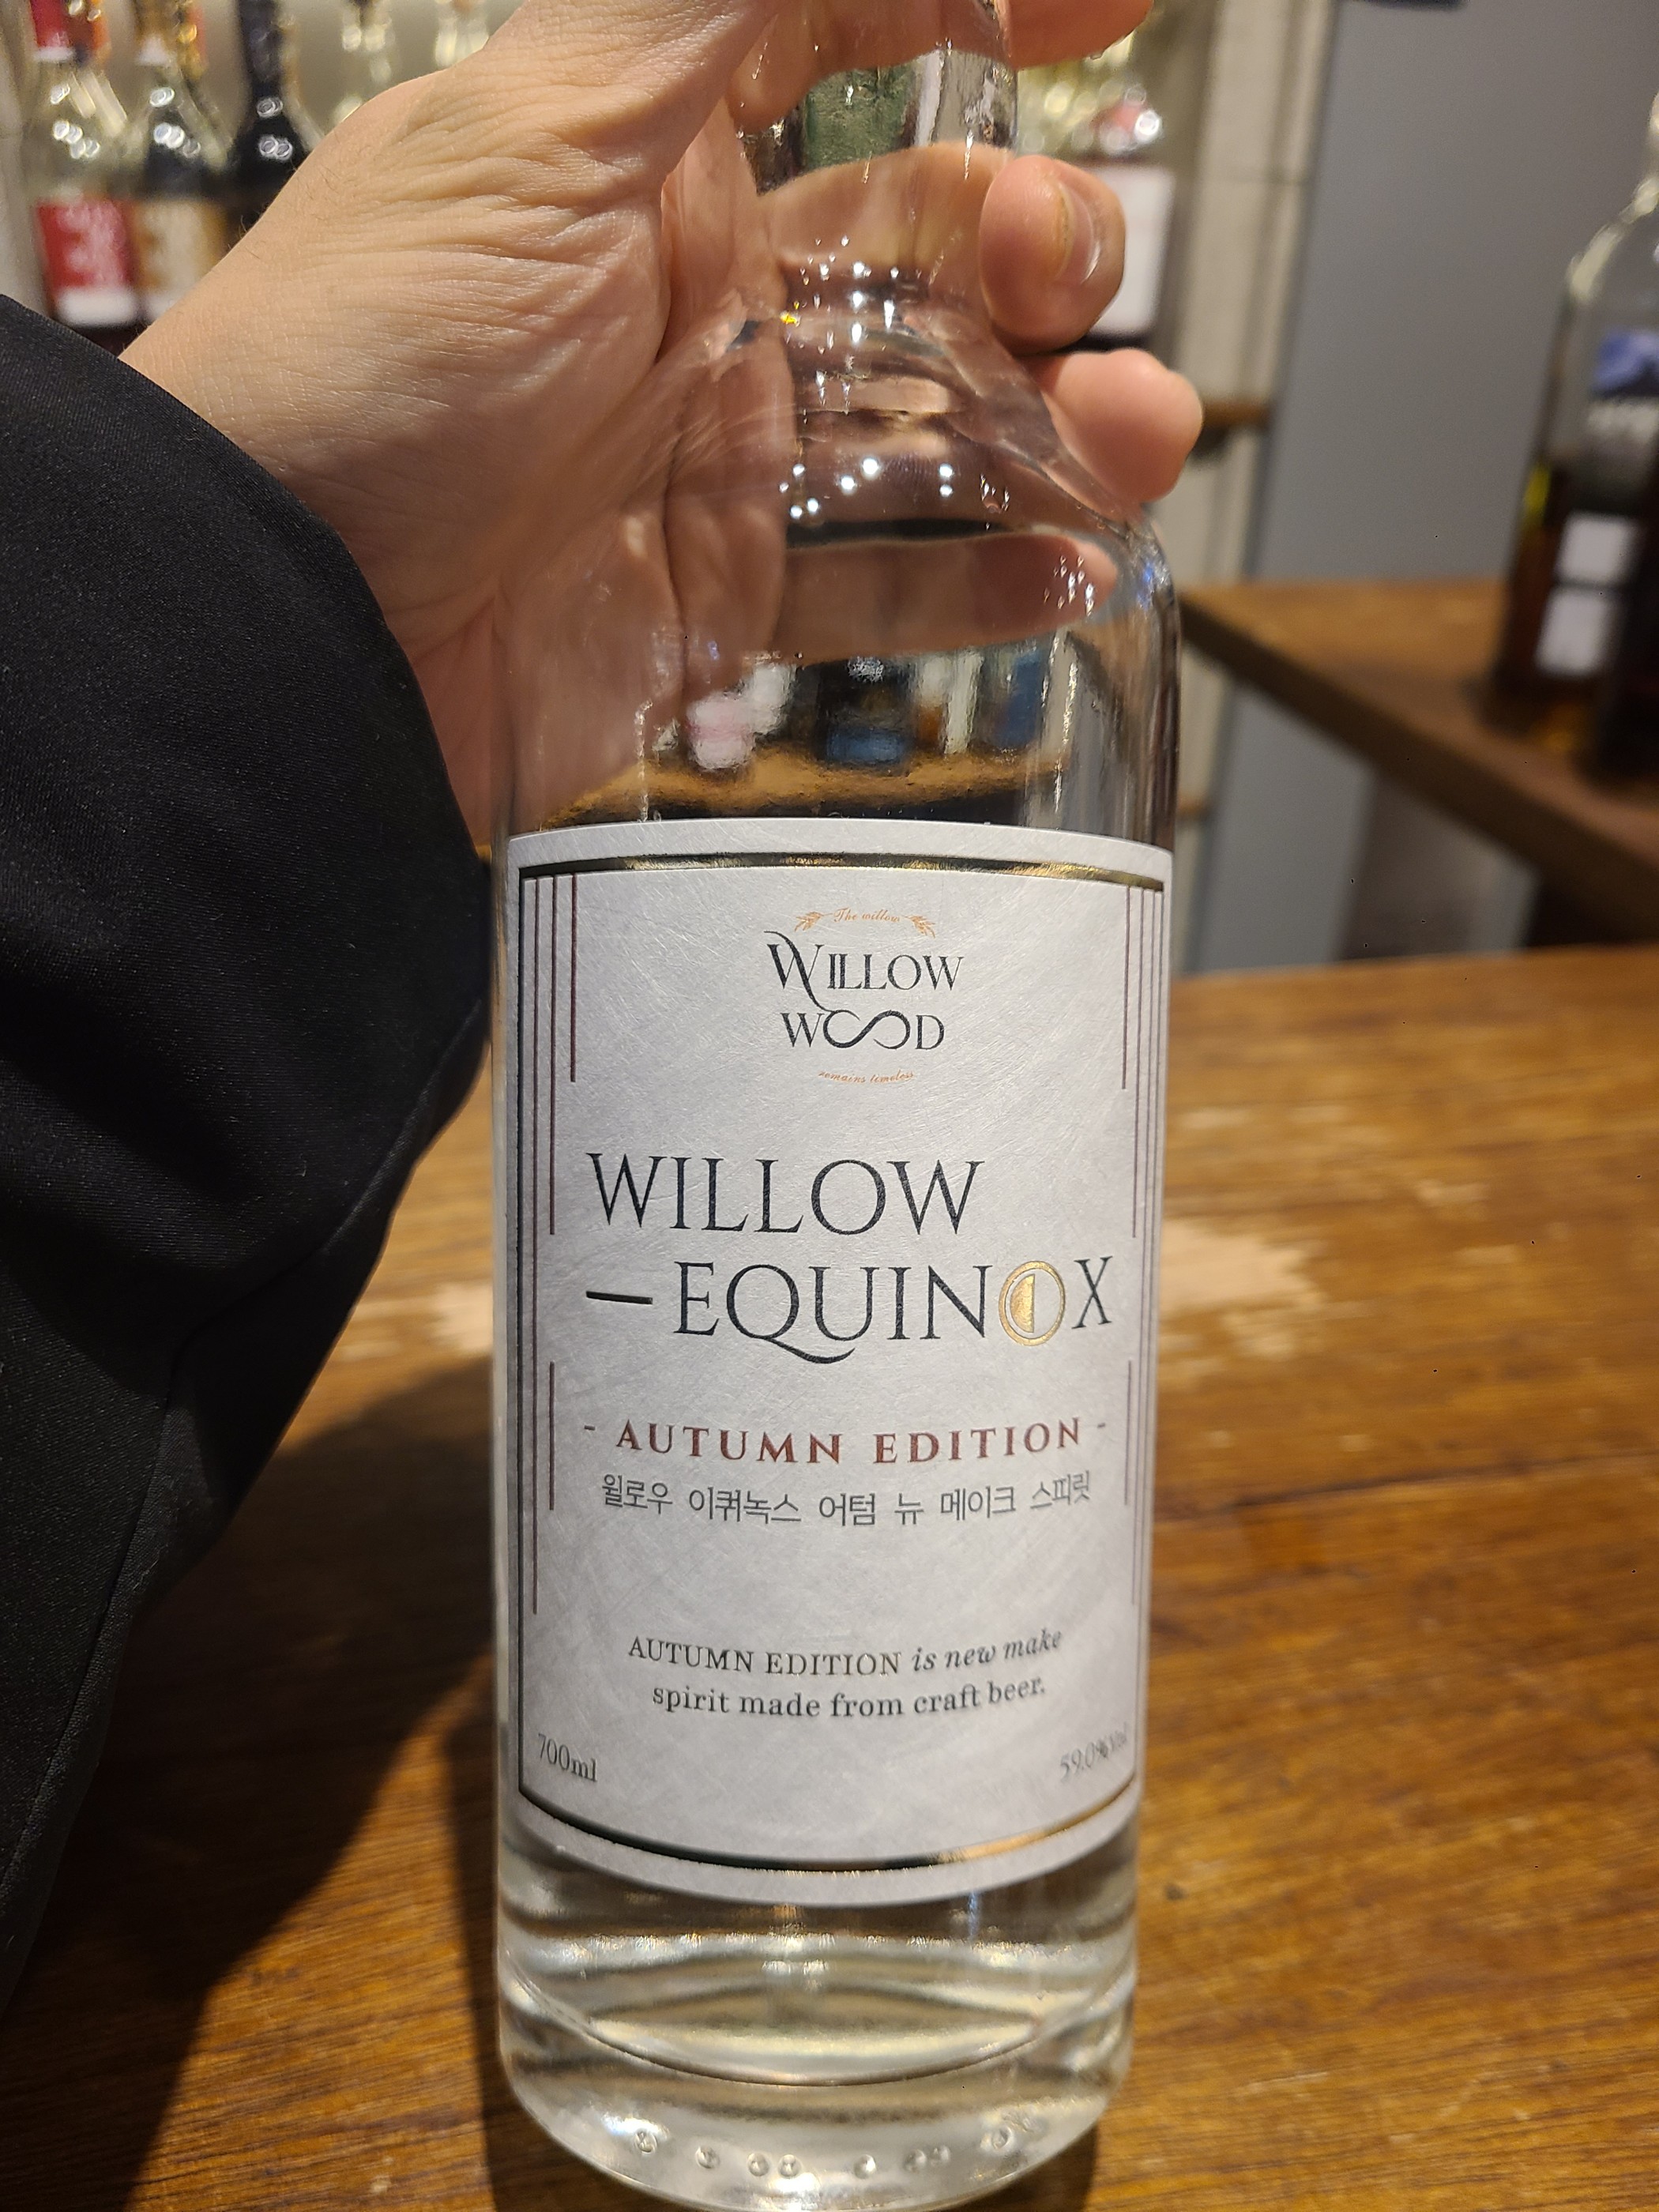 The willow
WILLOW
WOOD
remains timeless
WILLOW
—EQUINOX
- AUTUMN EDITION -
윌로우 이퀴녹스 어텀 뉴 메이크 스피릿
AUTUMN EDITION is new make
spirit made from craft beer.
700ml
59.0%Vol